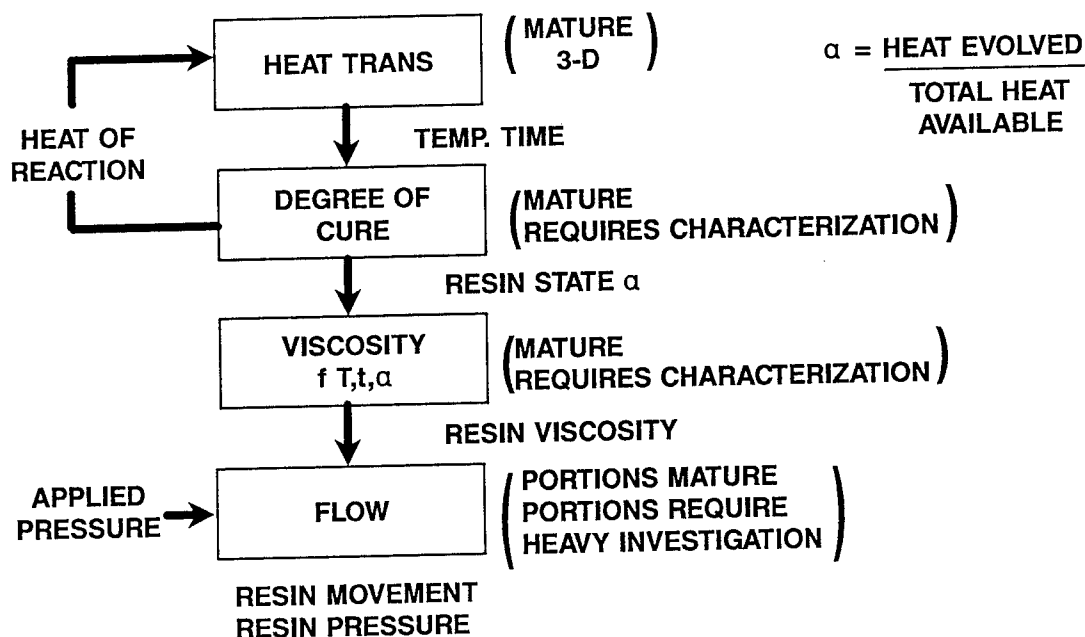 HEAT TRANS
(MATURE
3-D)
α = HEAT EVOLVED
TOTAL HEAT
AVAILABLE
HEAT OF
REACTION
TEMP. TIME
DEGREE OF
CURE
(MATURE
REQUIRES CHARACTERIZATION)
RESIN STATE α
VISCOSITY
f T,t,α
(MATURE
REQUIRES CHARACTERIZATION)
RESIN VISCOSITY
APPLIED
PRESSURE
FLOW
(PORTIONS MATURE
PORTIONS REQUIRE
HEAVY INVESTIGATION)
RESIN MOVEMENT
RESIN PRESSURE